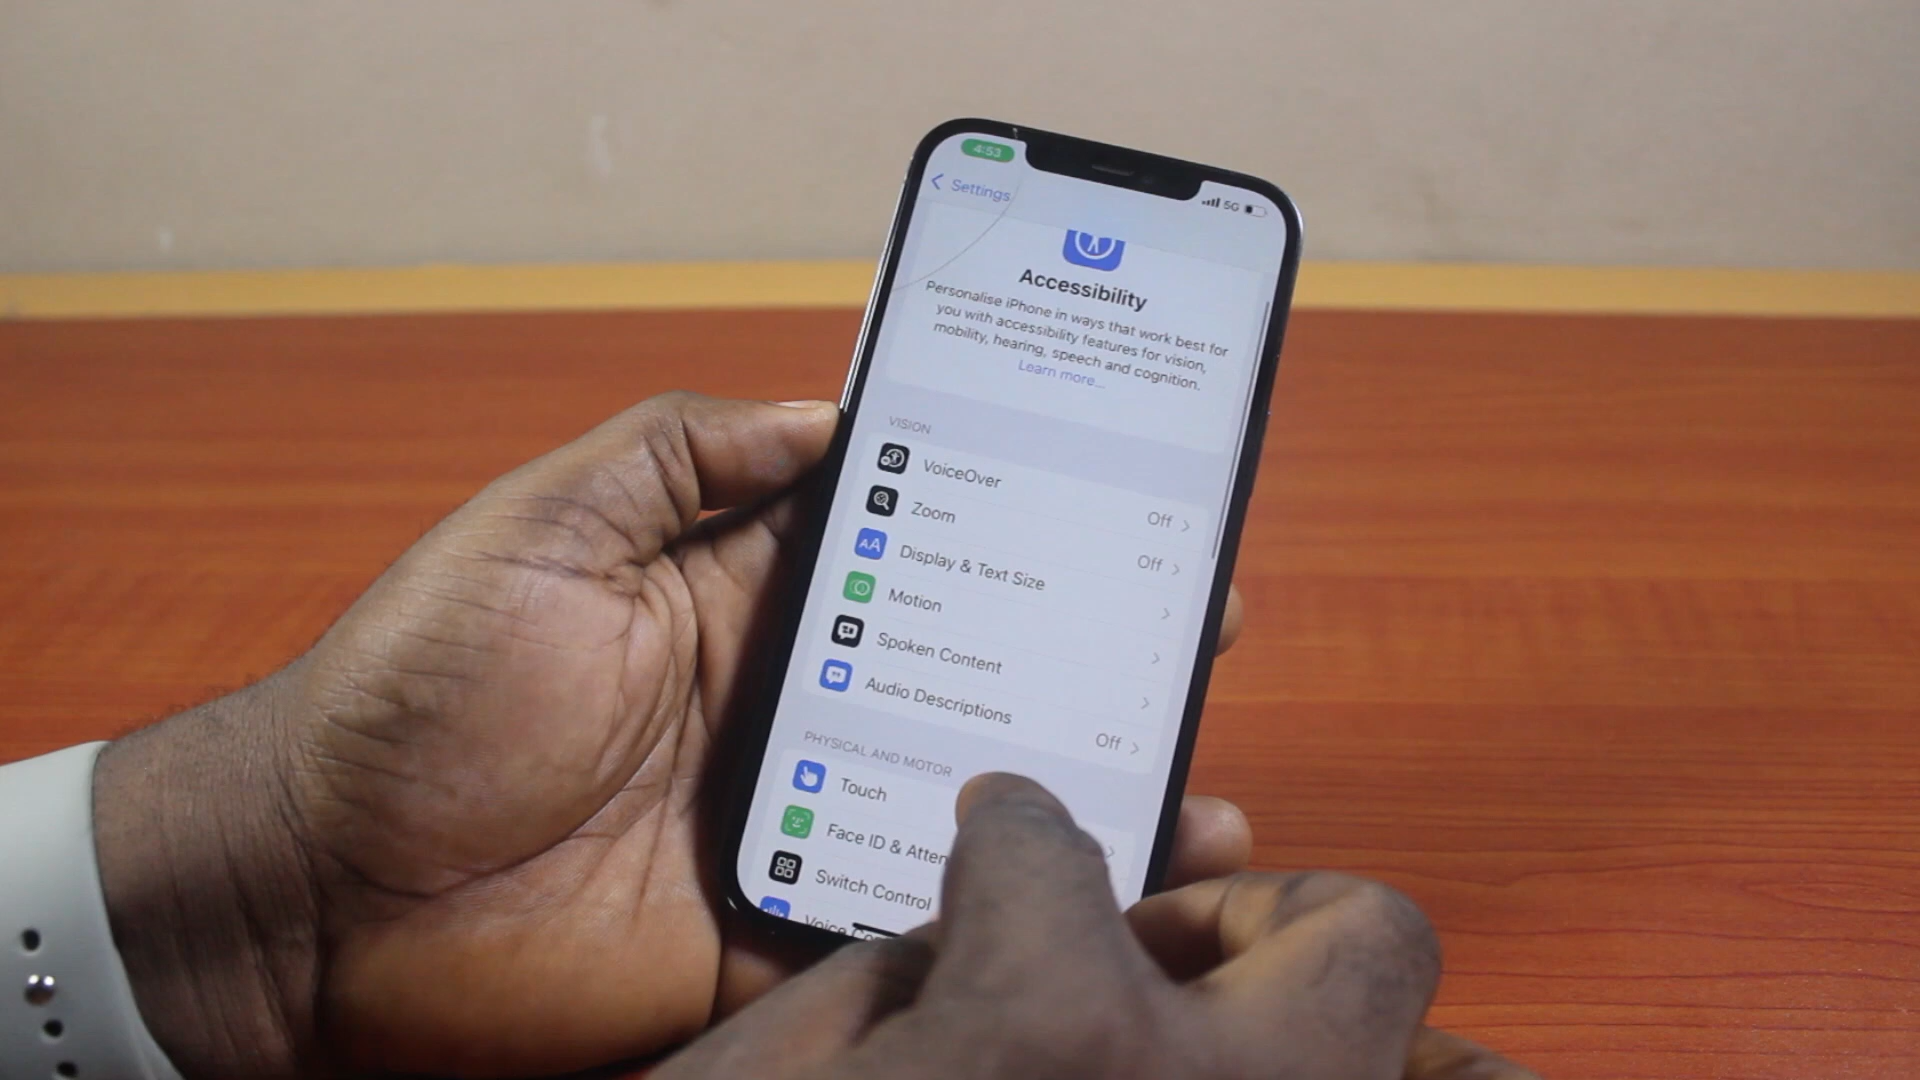 4:53
5G
Settings
Accessibility
Personalise iPhone in ways that work best for
you with accessibility features for vision,
mobility, hearing, speech and cognition.
Learn more...
VISION
VoiceOver
Off
Zoom
Off
Display & Text Size
Motion
Spoken Content
Audio Descriptions
Off
PHYSICAL AND MOTOR
Touch
Face ID & Atten
Switch Control
Voice Co